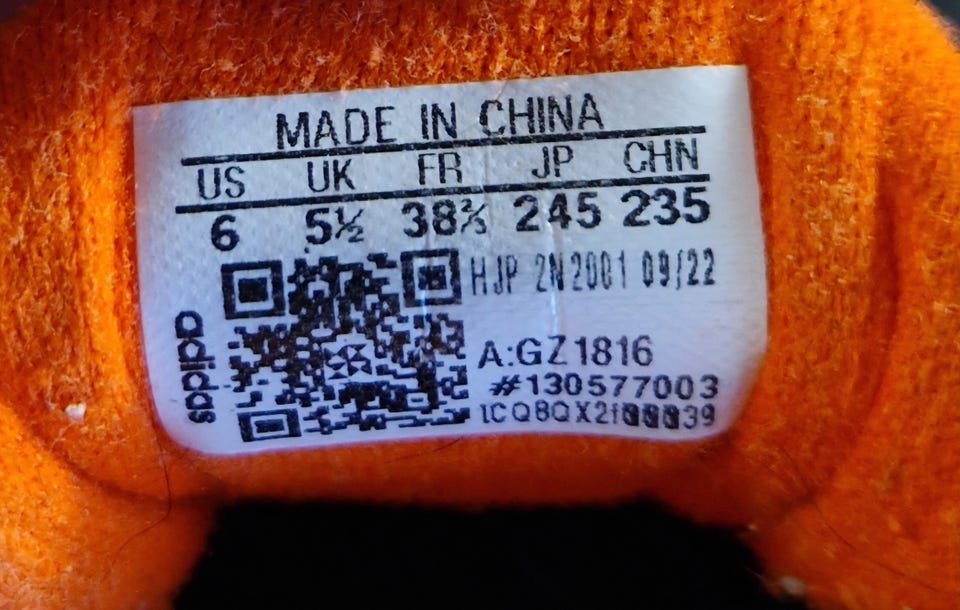 MADE IN CHINA
US UK FR JP CHN
6 5½ 38⅔ 245 235
HJP 2N2001 09/22
A:GZ1816
#130577003
1CQ8QX2f00039
adidas